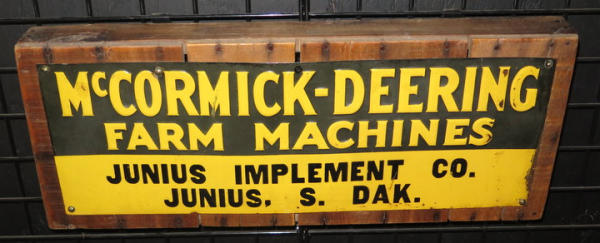 McCORMICK-DEERING
FARM MACHINES
JUNIUS IMPLEMENT CO.
JUNIUS, S. DAK.